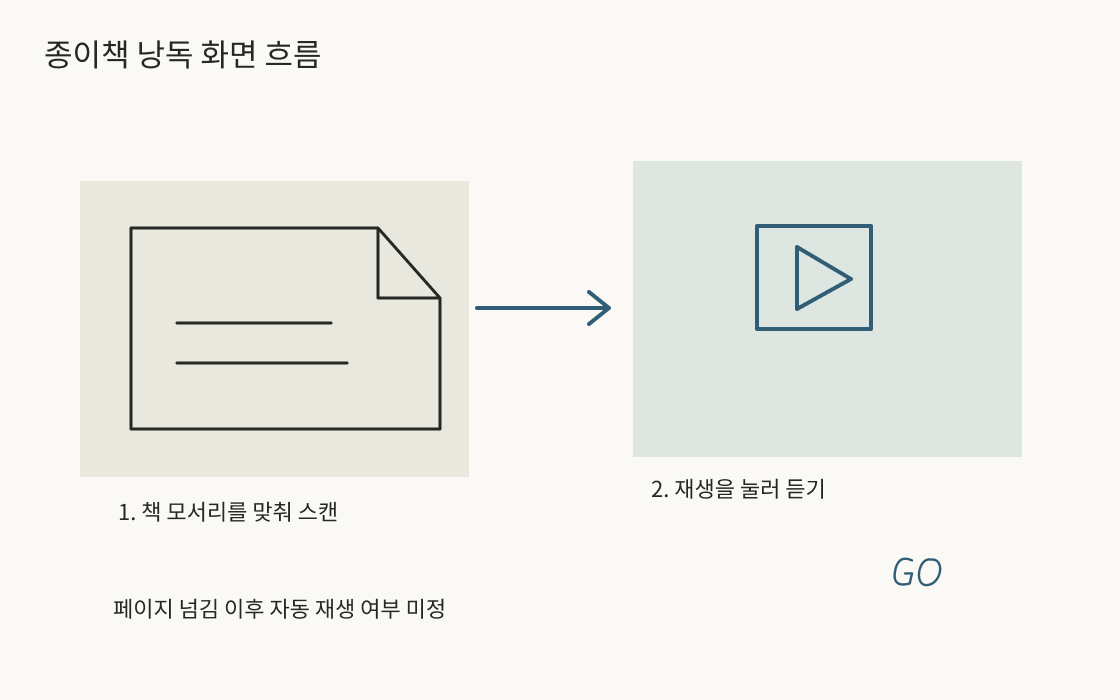 종이책 낭독 화면 흐름
1. 책 모서리를 맞춰 스캔
2. 재생을 눌러 듣기
GO
페이지 넘김 이후 자동 재생 여부 미정